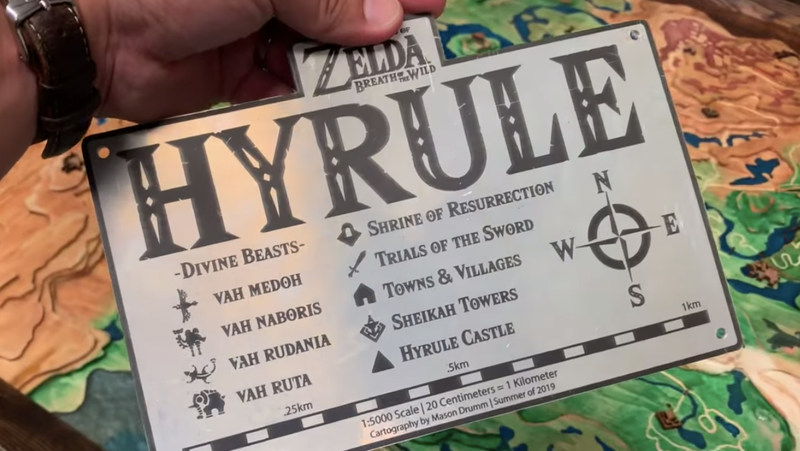 ZELDA
BREATH OF THE WILD
HYRULE
-DIVINE BEASTS-
VAH MEDOH
VAH NABORIS
VAH RUDANIA
VAH RUTA
SHRINE OF RESURRECTION
TRIALS OF THE SWORD
TOWNS & VILLAGES
SHEIKAH TOWERS
HYRULE CASTLE
N
W E
S
.25km .5km 1km
1:5000 Scale | 20 Centimeters = 1 Kilometer
Cartography by Mason Drumm | Summer of 2019